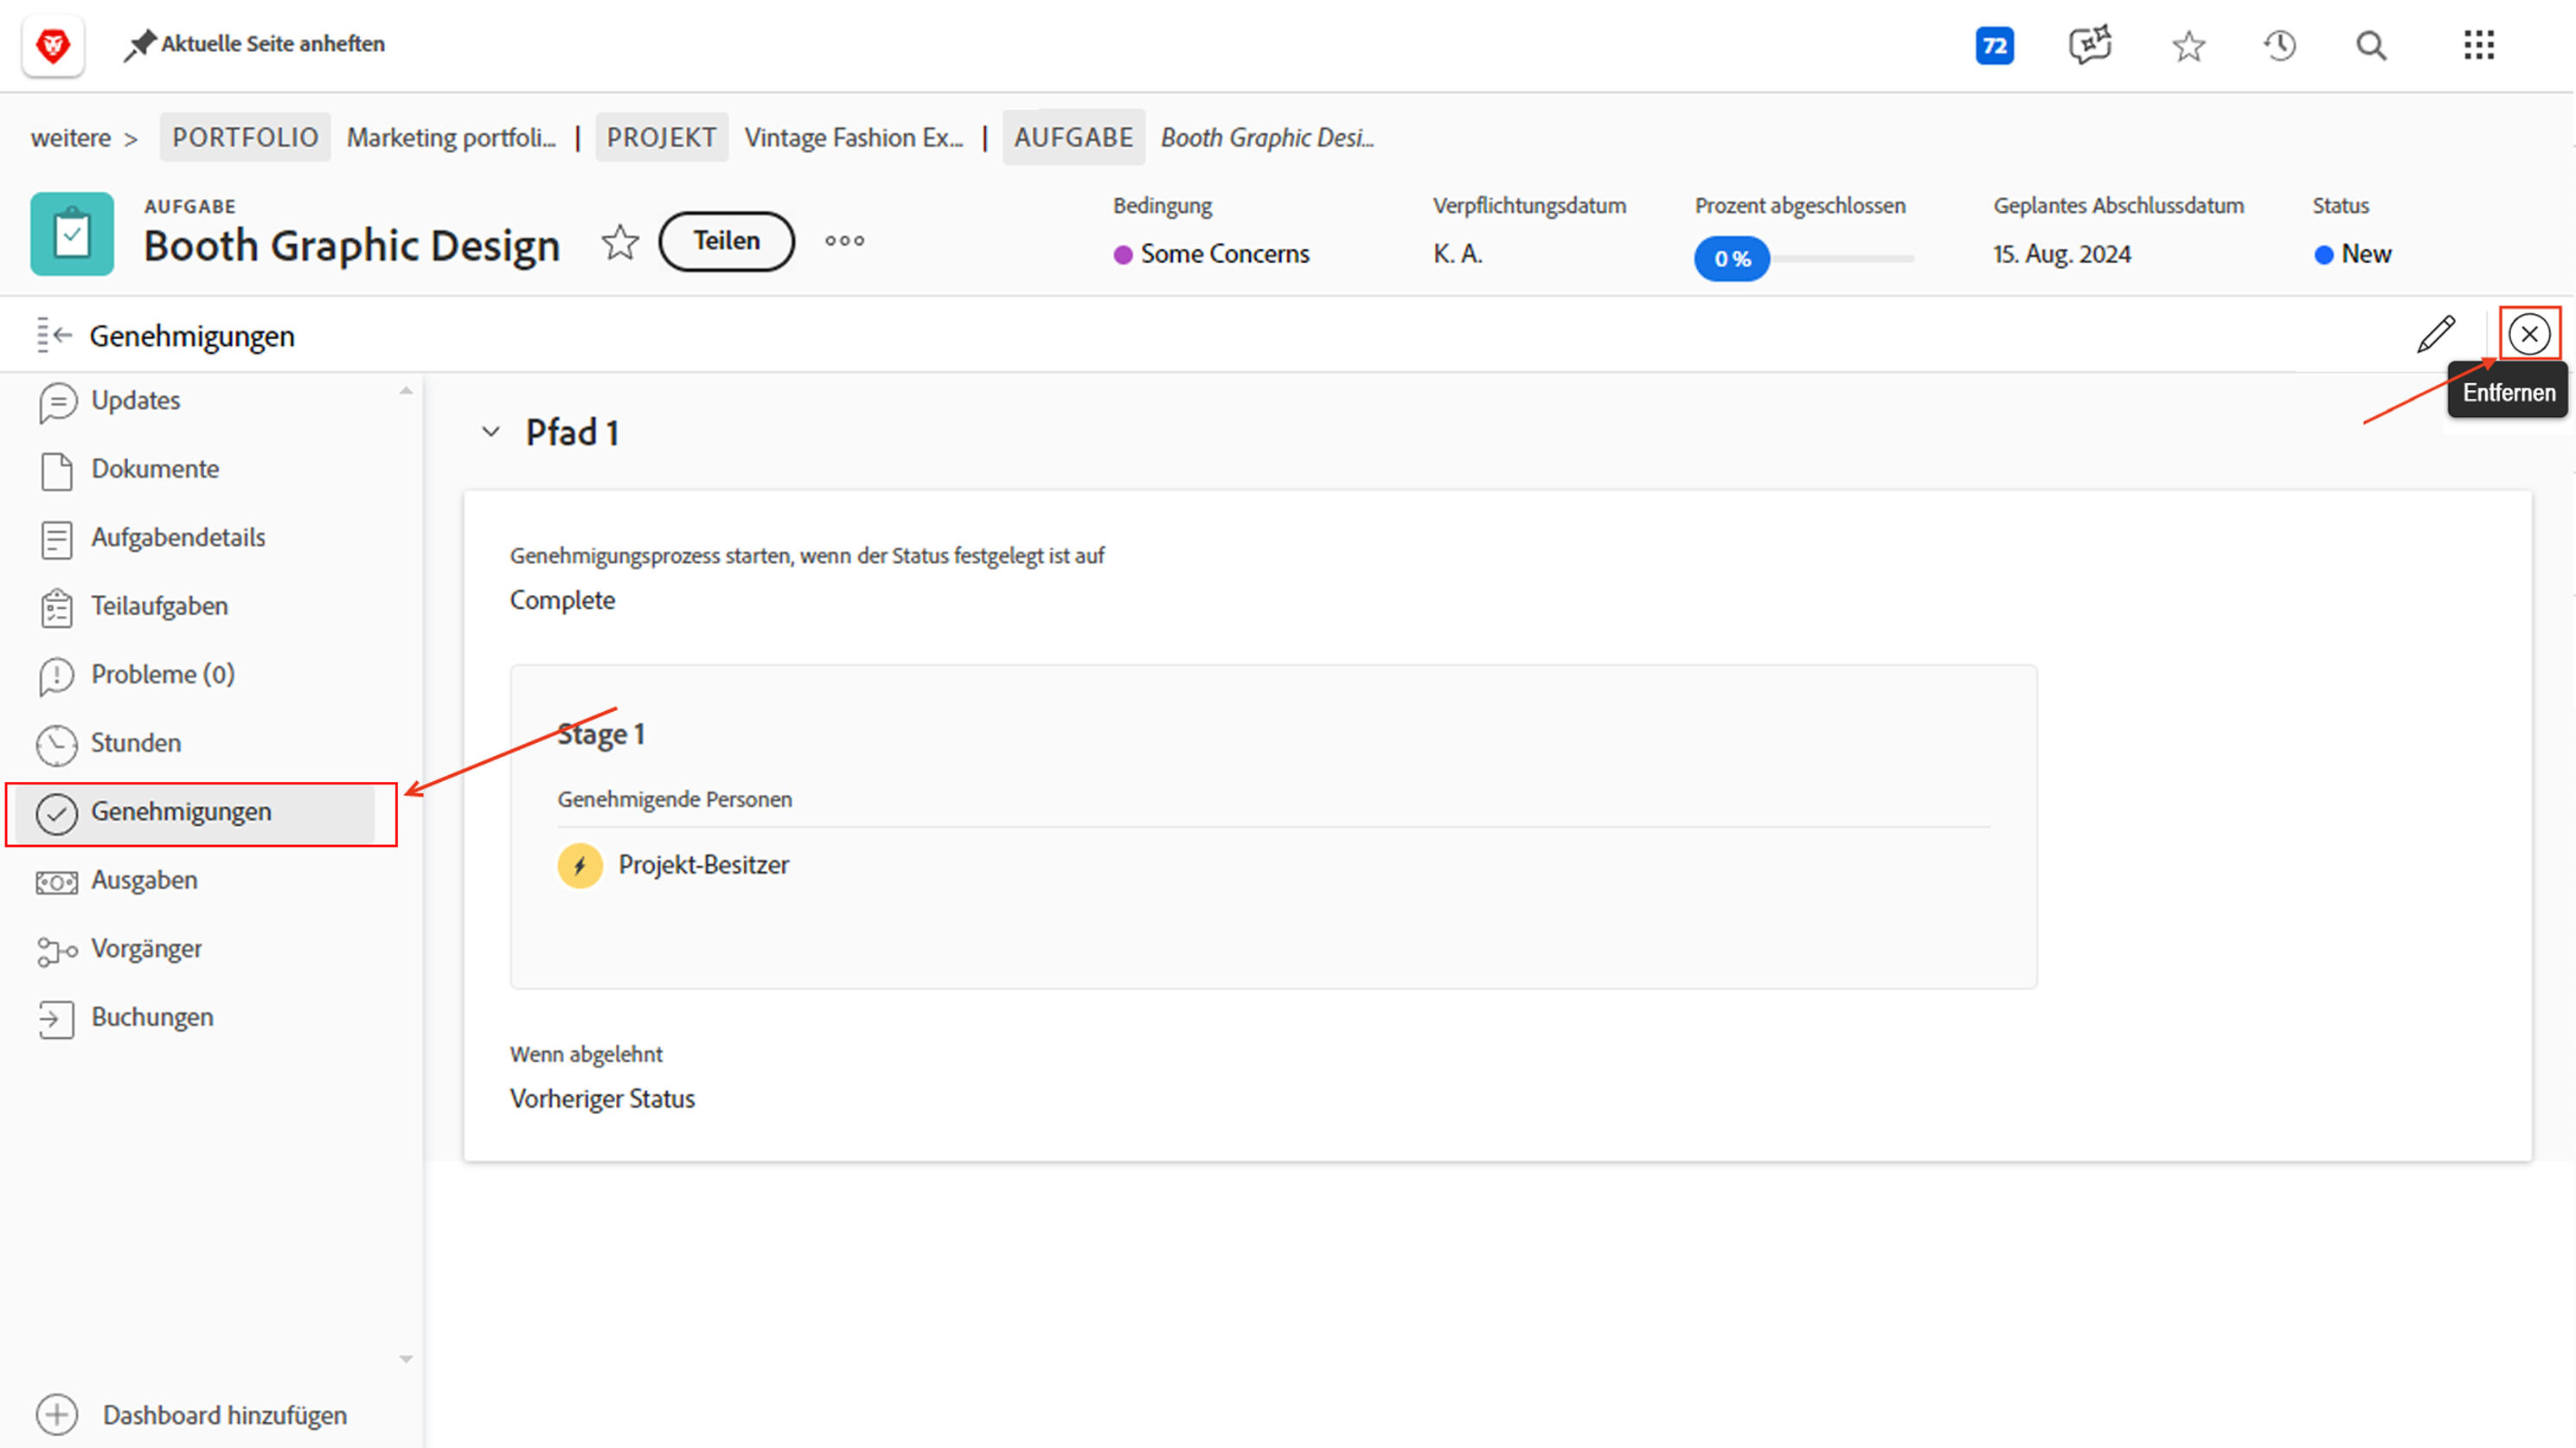 Aktuelle Seite anheften
72
weitere > PORTFOLIO Marketing portfoli... | PROJEKT Vintage Fashion Ex... | AUFGABE Booth Graphic Desi...
AUFGABE
Booth Graphic Design
Teilen
Bedingung
Some Concerns
Verpflichtungsdatum
K. A.
Prozent abgeschlossen
0 %
Geplantes Abschlussdatum
15. Aug. 2024
Status
New
Genehmigungen
Entfernen
Updates
Dokumente
Aufgabendetails
Teilaufgaben
Probleme (0)
Stunden
Genehmigungen
Ausgaben
Vorgänger
Buchungen
Dashboard hinzufügen
Pfad 1
Genehmigungsprozess starten, wenn der Status festgelegt ist auf
Complete
Stage 1
Genehmigende Personen
Projekt-Besitzer
Wenn abgelehnt
Vorheriger Status